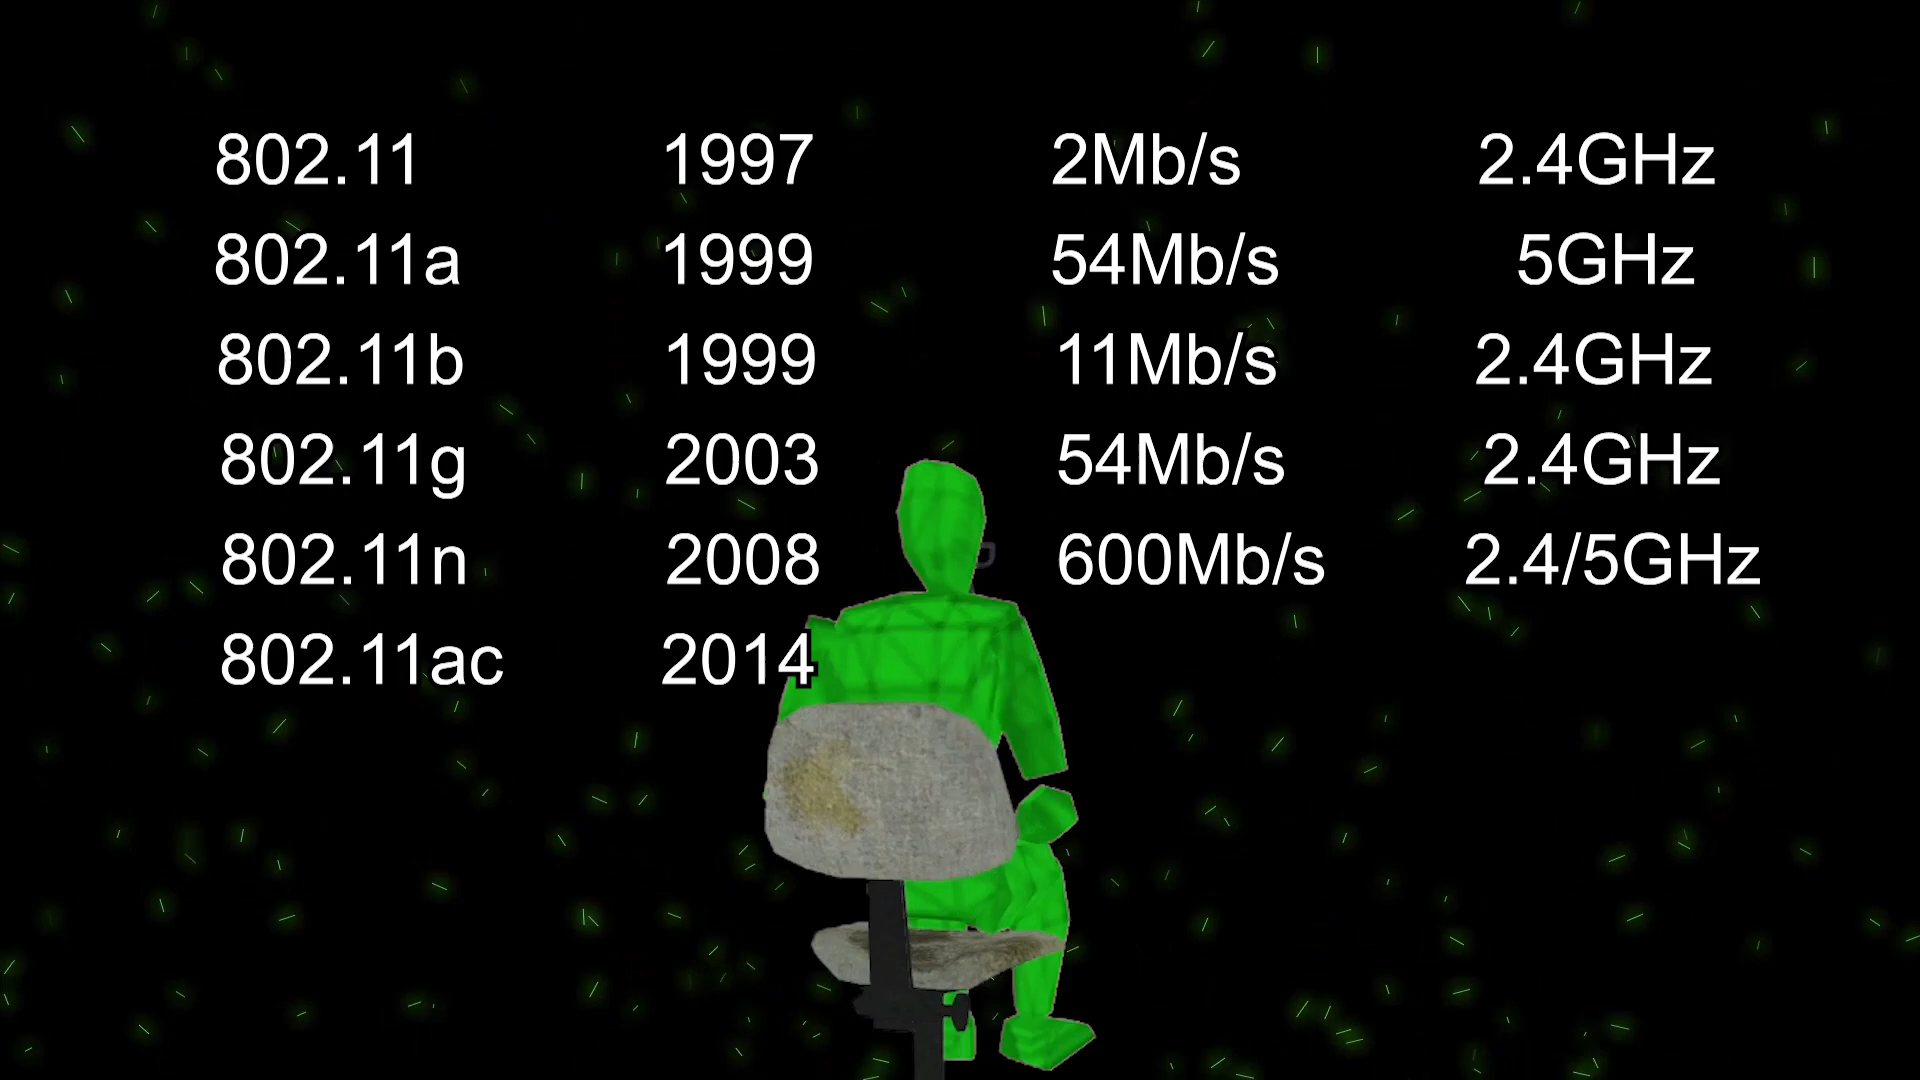 802.11 1997 2Mb/s 2.4GHz
802.11a 1999 54Mb/s 5GHz
802.11b 1999 11Mb/s 2.4GHz
802.11g 2003 54Mb/s 2.4GHz
802.11n 2008 600Mb/s 2.4/5GHz
802.11ac 2014